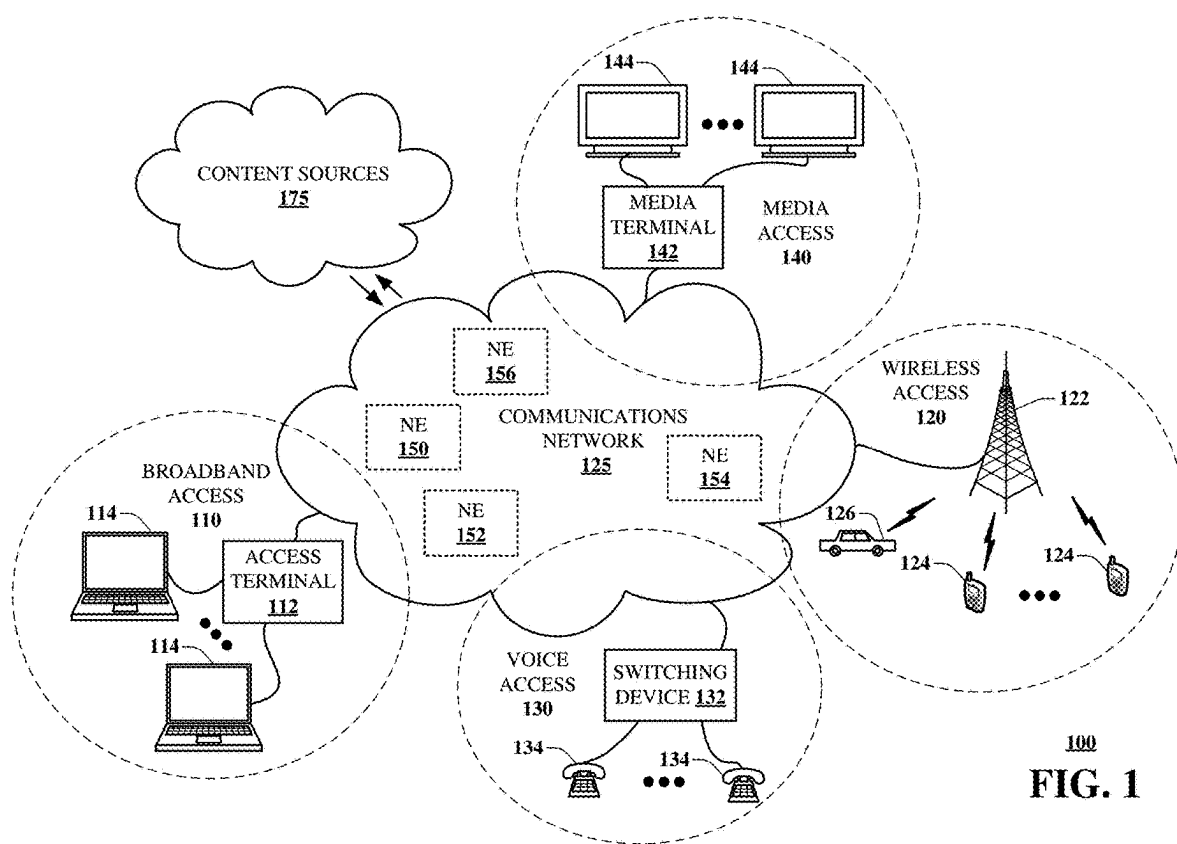 144
144
CONTENT SOURCES
175
MEDIA
TERMINAL
142
MEDIA
ACCESS
140
NE
156
WIRELESS
ACCESS
120
122
NE
150
COMMUNICATIONS
NETWORK
125
NE
154
BROADBAND
ACCESS
110
114
NE
152
126
ACCESS
TERMINAL
112
124
124
114
VOICE
ACCESS
130
SWITCHING
DEVICE 132
134
134
100
FIG. 1